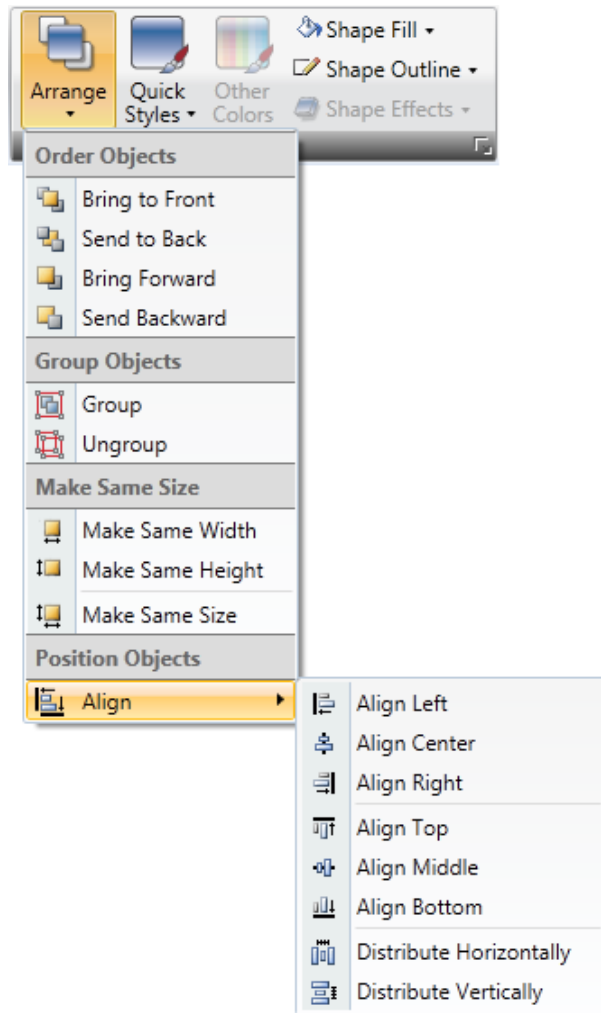 Shape Fill
Shape Outline
Shape Effects
Arrange
Quick
Styles
Other
Colors
Order Objects
Bring to Front
Send to Back
Bring Forward
Send Backward
Group Objects
Group
Ungroup
Make Same Size
Make Same Width
Make Same Height
Make Same Size
Position Objects
Align
Align Left
Align Center
Align Right
Align Top
Align Middle
Align Bottom
Distribute Horizontally
Distribute Vertically